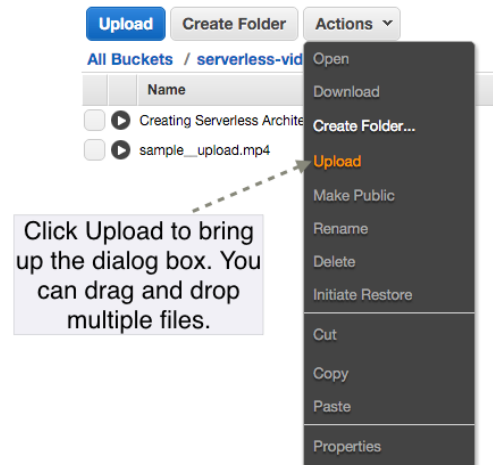 Upload Create Folder Actions
All Buckets / serverless-vid
Name
Creating Serverless Archite
sample__upload.mp4
Open
Download
Create Folder...
Upload
Make Public
Rename
Delete
Initiate Restore
Cut
Copy
Paste
Properties
Click Upload to bring
up the dialog box. You
can drag and drop
multiple files.